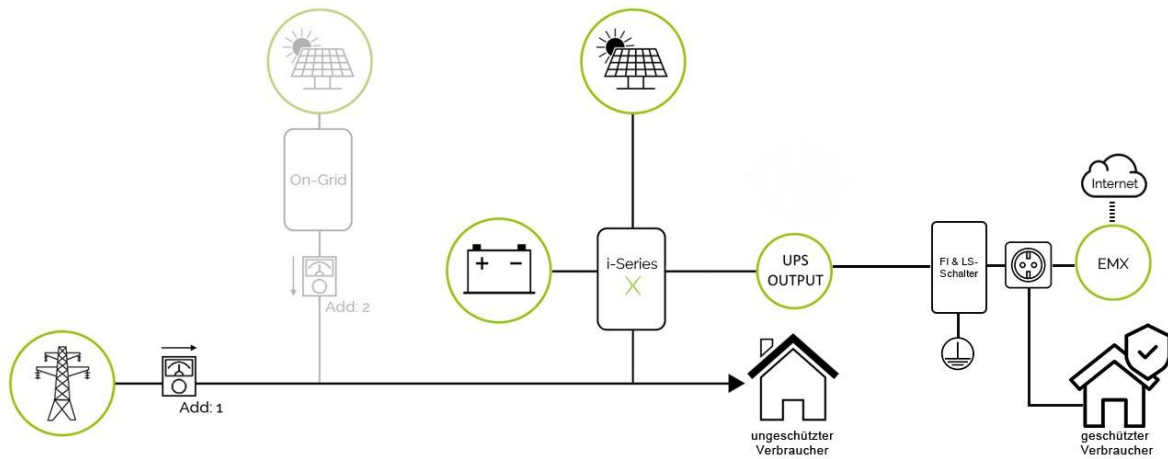 On-Grid
Add: 2
i-Series
X
UPS
OUTPUT
FI & LS-
Schalter
Internet
EMX
Add: 1
ungeschützter
Verbraucher
geschützter
Verbraucher